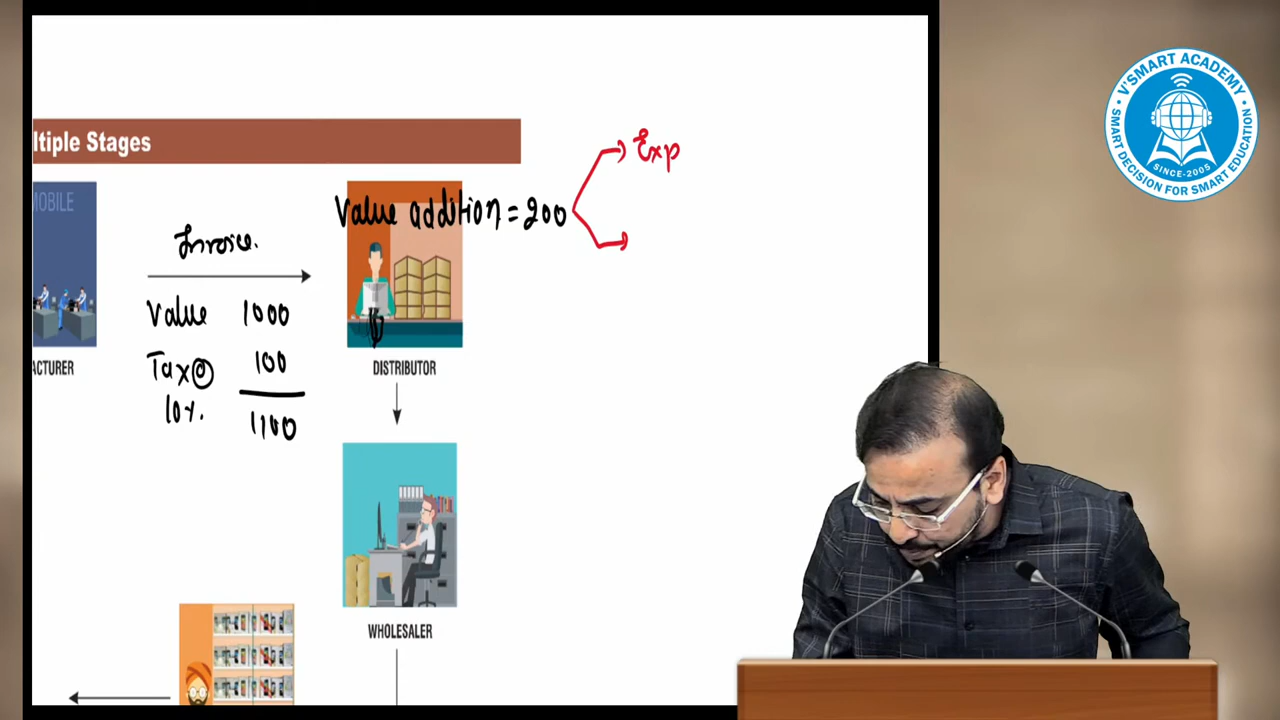 ltiple Stages
Exp
MOBILE
Value addition = 200
Invoice.
Value 1000
Tax@ 100
10%.
1100
ACTURER
DISTRIBUTOR
WHOLESALER
V'SMART ACADEMY
SINCE-2005
SMART DECISION FOR SMART EDUCATION